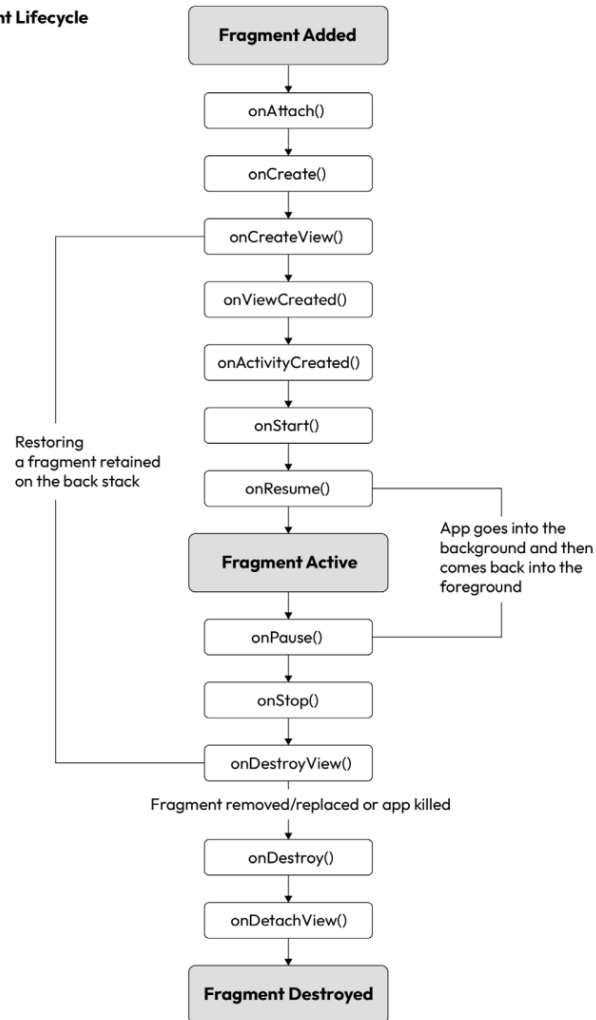 nt Lifecycle
Fragment Added
onAttach()
onCreate()
onCreateView()
onViewCreated()
onActivityCreated()
onStart()
Restoring
a fragment retained
on the back stack
onResume()
App goes into the
background and then
comes back into the
foreground
Fragment Active
onPause()
onStop()
onDestroyView()
Fragment removed/replaced or app killed
onDestroy()
onDetachView()
Fragment Destroyed